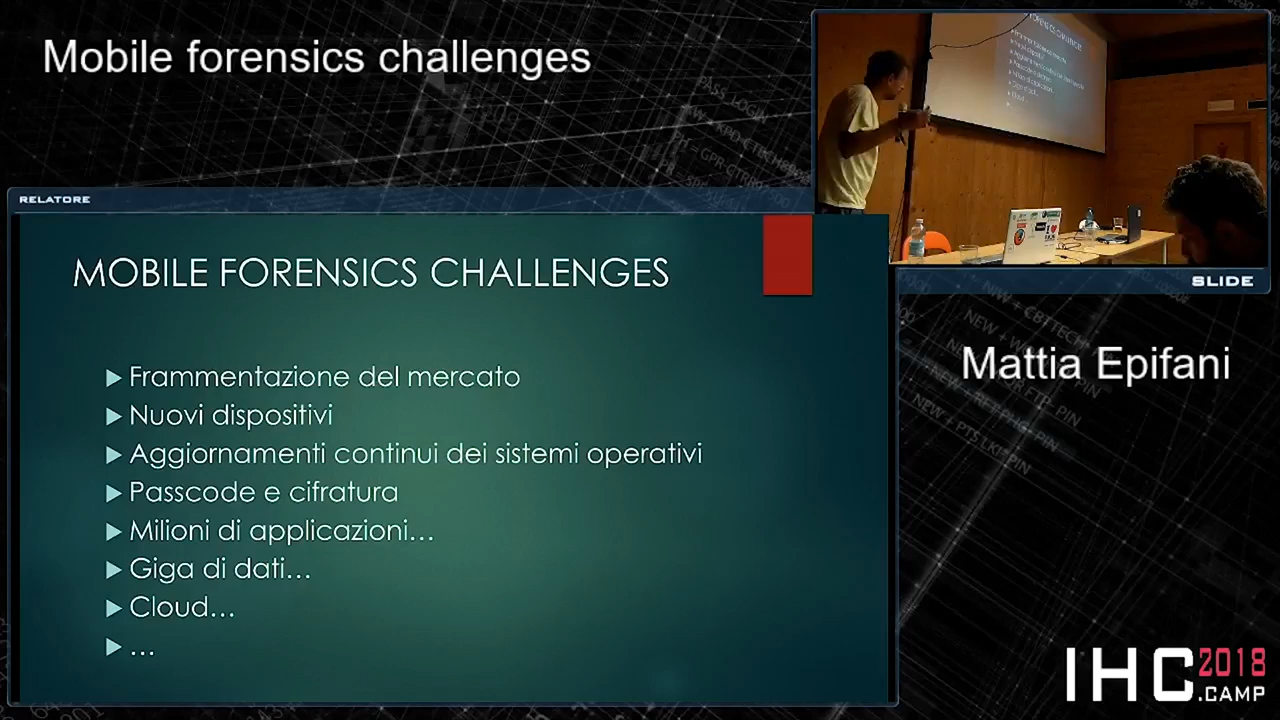 Mobile forensics challenges
RELATORE
MOBILE FORENSICS CHALLENGES
Frammentazione del mercato
Nuovi dispositivi
Aggiornamenti continui dei sistemi operativi
Passcode e cifratura
Milioni di applicazioni…
Giga di dati…
Cloud…
…
SLIDE
Mattia Epifani
IHC 2018
.CAMP